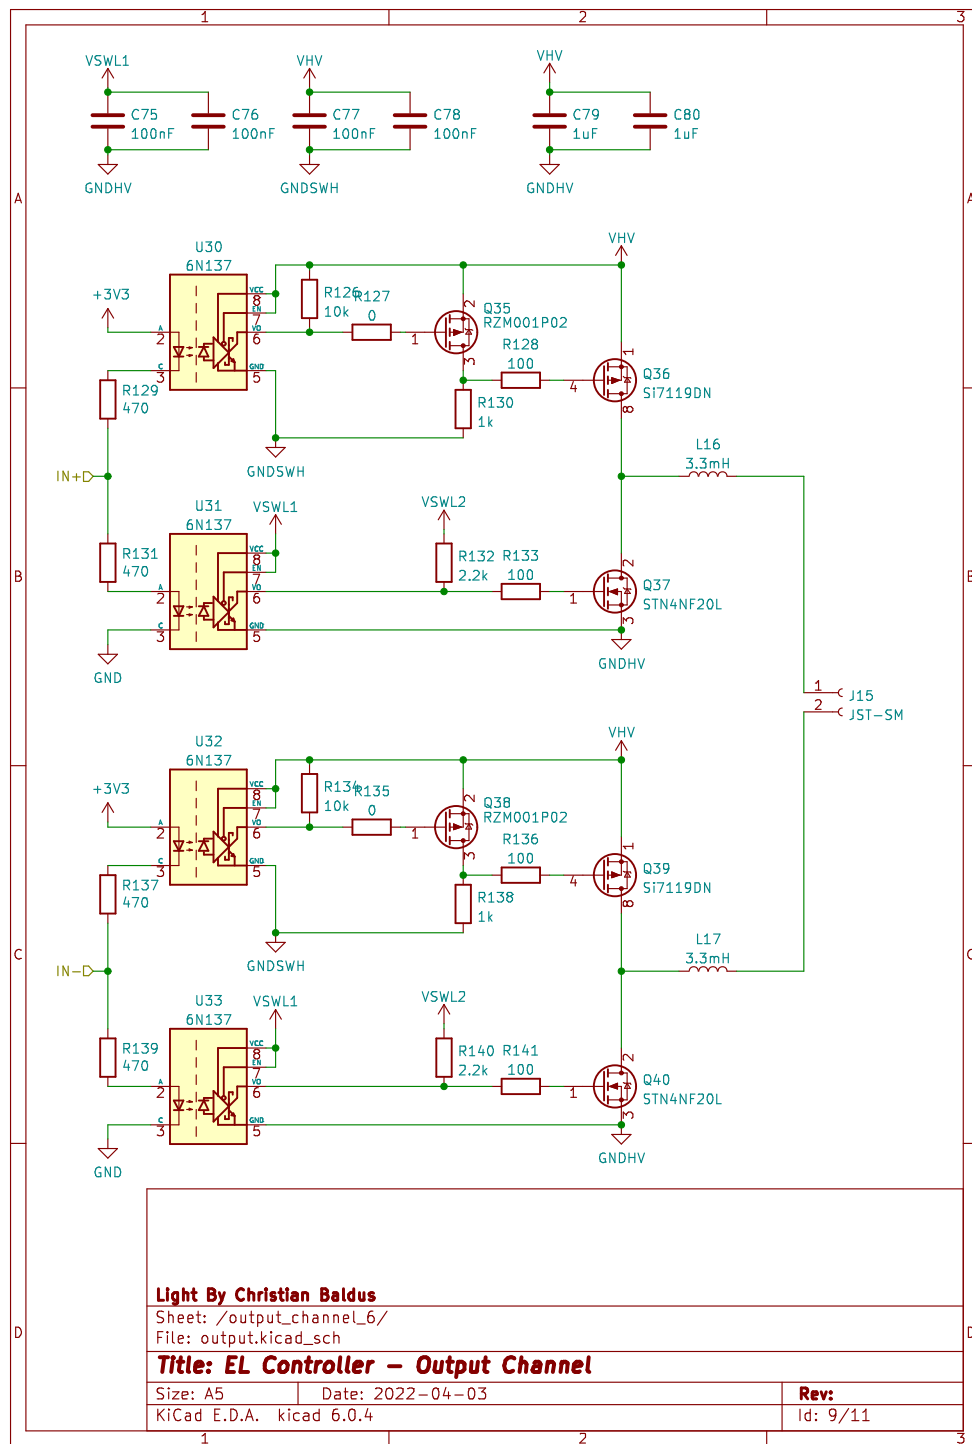 1 2 3
VSWL1
VHV
VHV
C75
100nF
C76
100nF
C77
100nF
C78
100nF
C79
1uF
C80
1uF
GNDHV
GNDSWH
GNDHV
A A
U30
6N137
VHV
+3V3
VCC
8
EN
7
VO
6
GND
5
A
2
C
3
R126
10k
R127
0
Q35
RZM001P02
1
2
3
R128
100
Q36
Si7119DN
1
4
8
R129
470
R130
1k
GNDSWH
IN+
L16
3.3mH
U31
6N137
VSWL1
VSWL2
VCC
8
EN
7
VO
6
GND
5
A
2
C
3
R131
470
R132
2.2k
R133
100
Q37
STN4NF20L
1
2
3
B B
GND
GNDHV
1
2
J15
JST-SM
U32
6N137
VHV
+3V3
VCC
8
EN
7
VO
6
GND
5
A
2
C
3
R134
10k
R135
0
Q38
RZM001P02
1
2
3
R136
100
Q39
Si7119DN
1
4
8
R137
470
R138
1k
GNDSWH
C C
IN-
L17
3.3mH
U33
6N137
VSWL1
VSWL2
VCC
8
EN
7
VO
6
GND
5
A
2
C
3
R139
470
R140
2.2k
R141
100
Q40
STN4NF20L
1
2
3
GND
GNDHV
Light By Christian Baldus
Sheet: /output_channel_6/
File: output.kicad_sch
D D
Title: EL Controller – Output Channel
Size: A5 Date: 2022-04-03 Rev:
KiCad E.D.A. kicad 6.0.4 Id: 9/11
1 2 3